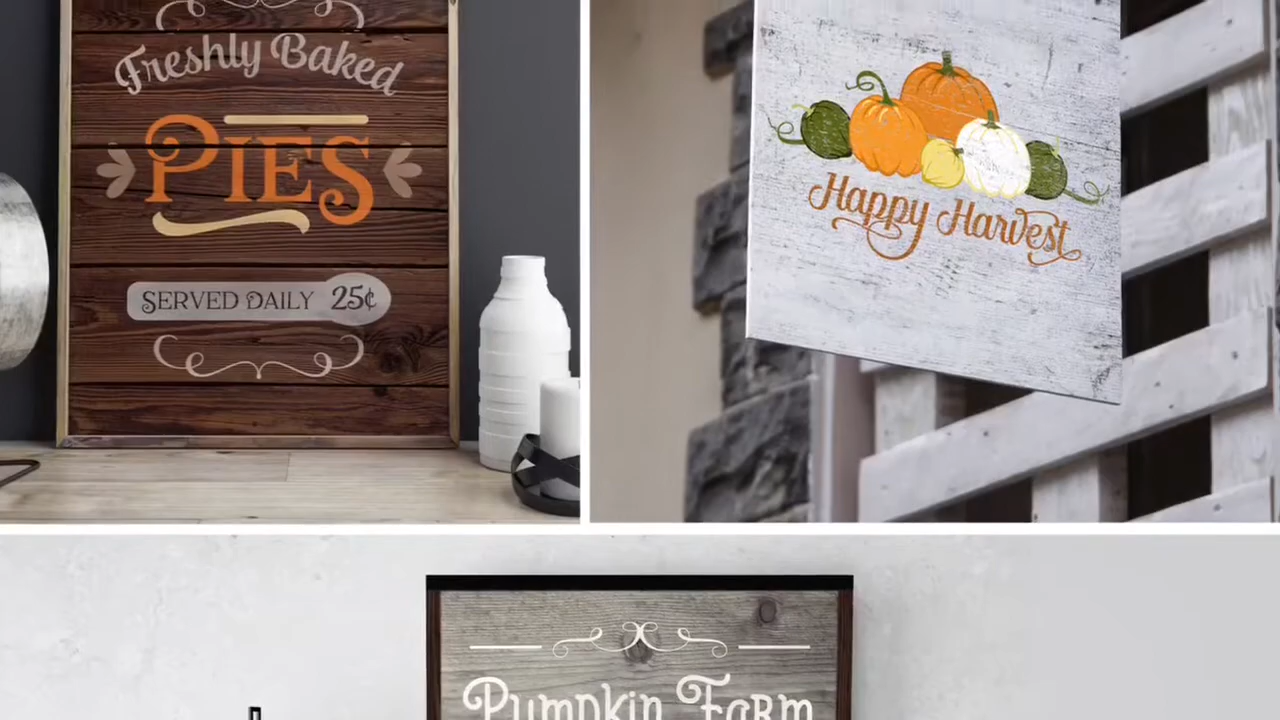 Freshly Baked
PIES
SERVED DAILY 25¢
Happy Harvest
Pumpkin Farm